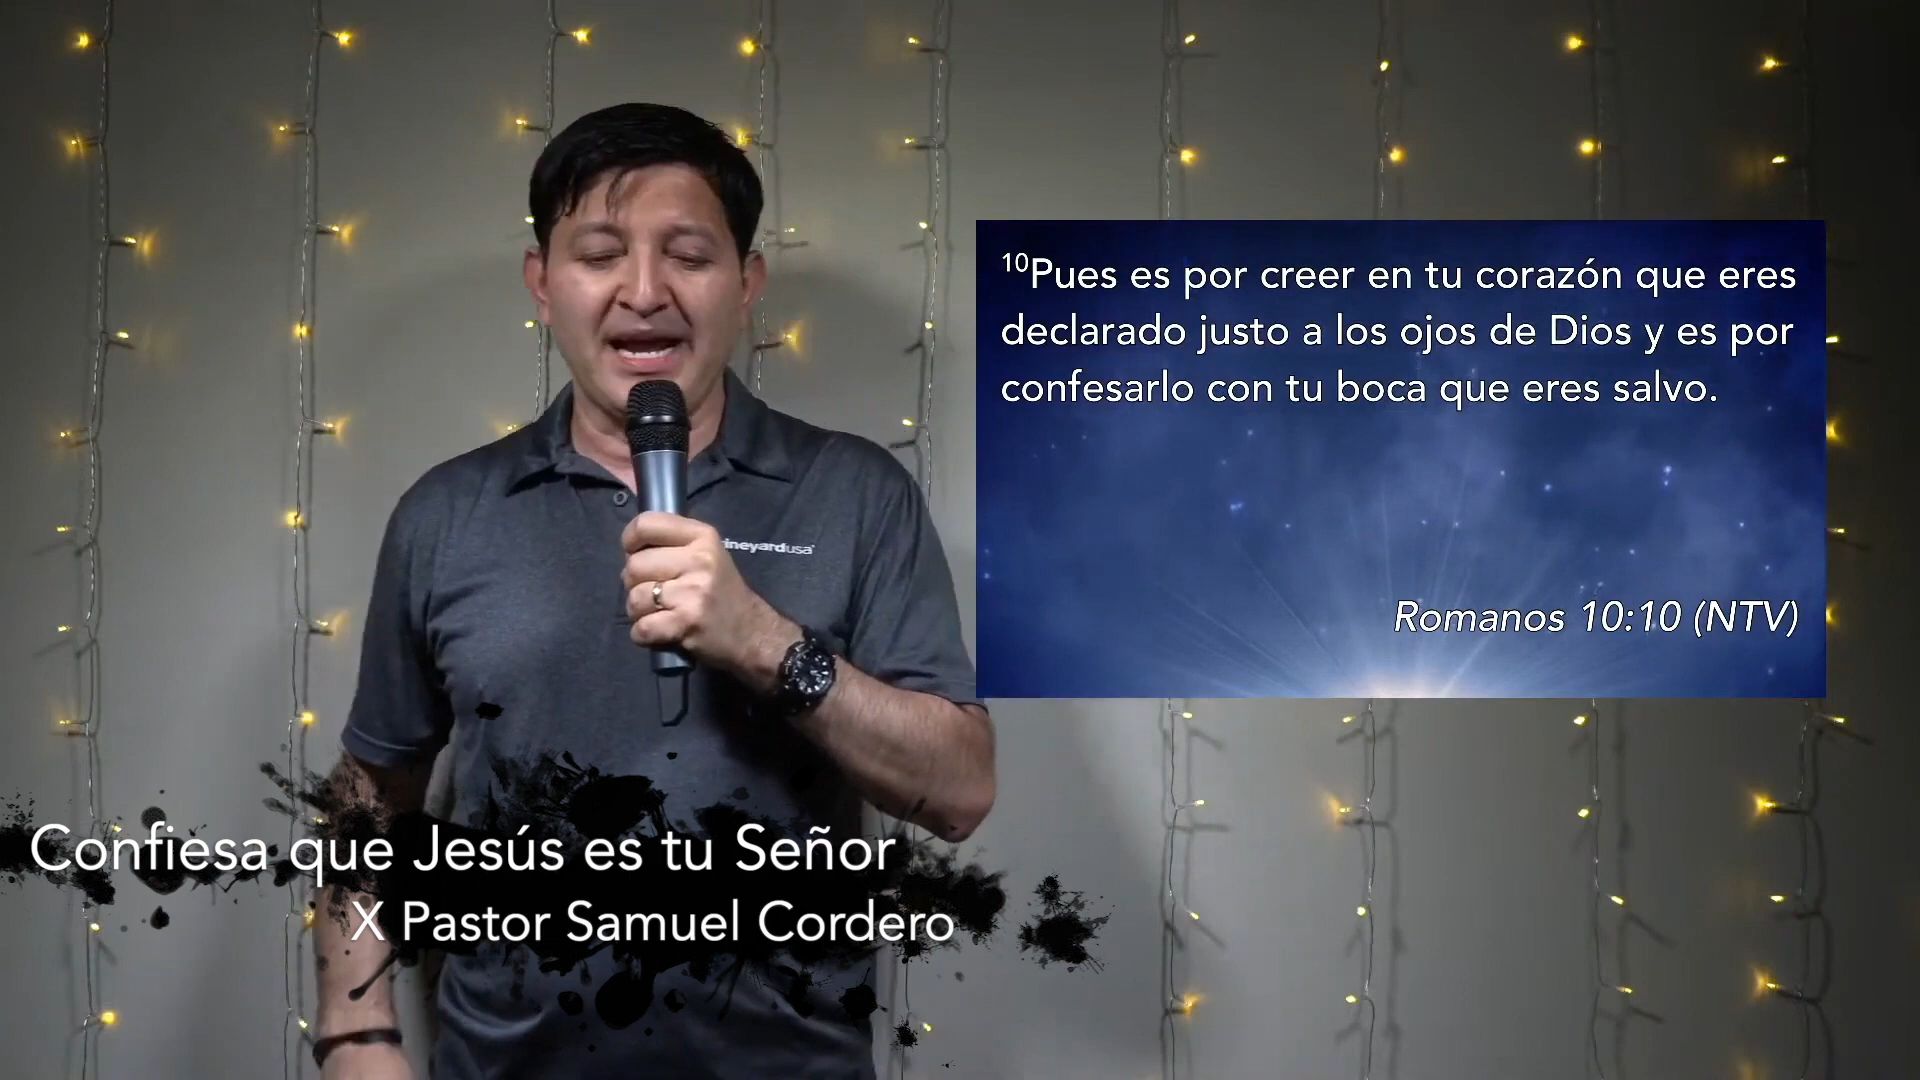 ¹⁰Pues es por creer en tu corazón que eres
declarado justo a los ojos de Dios y es por
confesarlo con tu boca que eres salvo.
Romanos 10:10 (NTV)
ineyardusa
Confiesa que Jesús es tu Señor
X Pastor Samuel Cordero